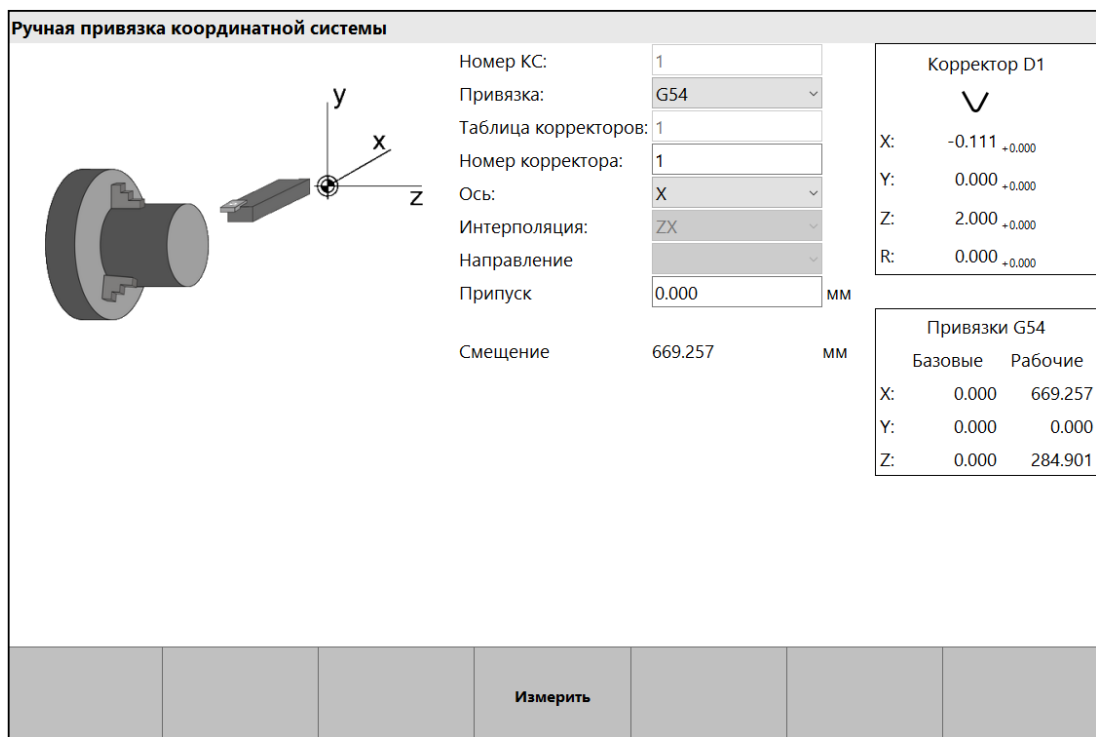 Ручная привязка координатной системы
y
x
z
Номер КС: 1
Привязка: G54
Таблица корректоров: 1
Номер корректора: 1
Ось: X
Интерполяция: ZX
Направление
Припуск 0.000 мм
Смещение 669.257 мм
Корректор D1
X: -0.111 +0.000
Y: 0.000 +0.000
Z: 2.000 +0.000
R: 0.000 +0.000
Привязки G54
Базовые Рабочие
X: 0.000 669.257
Y: 0.000 0.000
Z: 0.000 284.901
Измерить